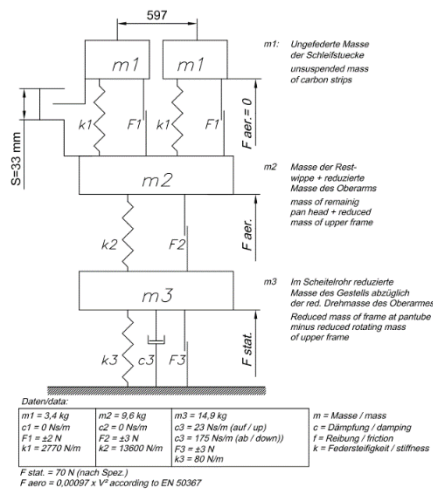 597
m1
m1
m1: Ungefederte Masse
der Schleifstuecke
unsuspended mass
of carbon strips
S=33 mm
k1
F1
k1
F1
F aer.= 0
m2
m2 Masse der Rest-
wippe + reduzierte
Masse des Oberarms
mass of remainig
pan head + reduced
mass of upper frame
k2
F2
F aer.
m3
m3 Im Scheitelrohr reduzierte
Masse des Gestells abzüglich
der red. Drehmasse des Oberarmes
Reduced mass of frame at pantube
minus reduced rotating mass
of upper frame
k3
c3
F3
F stat.
Daten/data:
m1 = 3,4 kg m2 = 9,6 kg m3 = 14,9 kg m = Masse / mass
c1 = 0 Ns/m c2 = 0 Ns/m c3 = 23 Ns/m (auf / up) c = Dämpfung / damping
F1 = ±2 N F2 = ±3 N c3 = 175 Ns/m (ab / down)) f = Reibung / friction
k1 = 2770 N/m k2 = 13600 N/m F3 = ±3 N k = Federsteifigkeit / stiffness
k3 = 80 N/m
F stat. = 70 N (nach Spez.)
F aero = 0,00097 x V² according to EN 50367